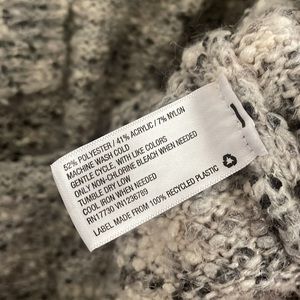 52% POLYESTER / 41% ACRYLIC / 7% NYLON
MACHINE WASH COLD
GENTLE CYCLE, WITH LIKE COLORS
ONLY NON-CHLORINE BLEACH WHEN NEEDED
TUMBLE DRY LOW
COOL IRON WHEN NEEDED
RN17730 VN1236789
LABEL MADE FROM 100% RECYCLED PLASTIC